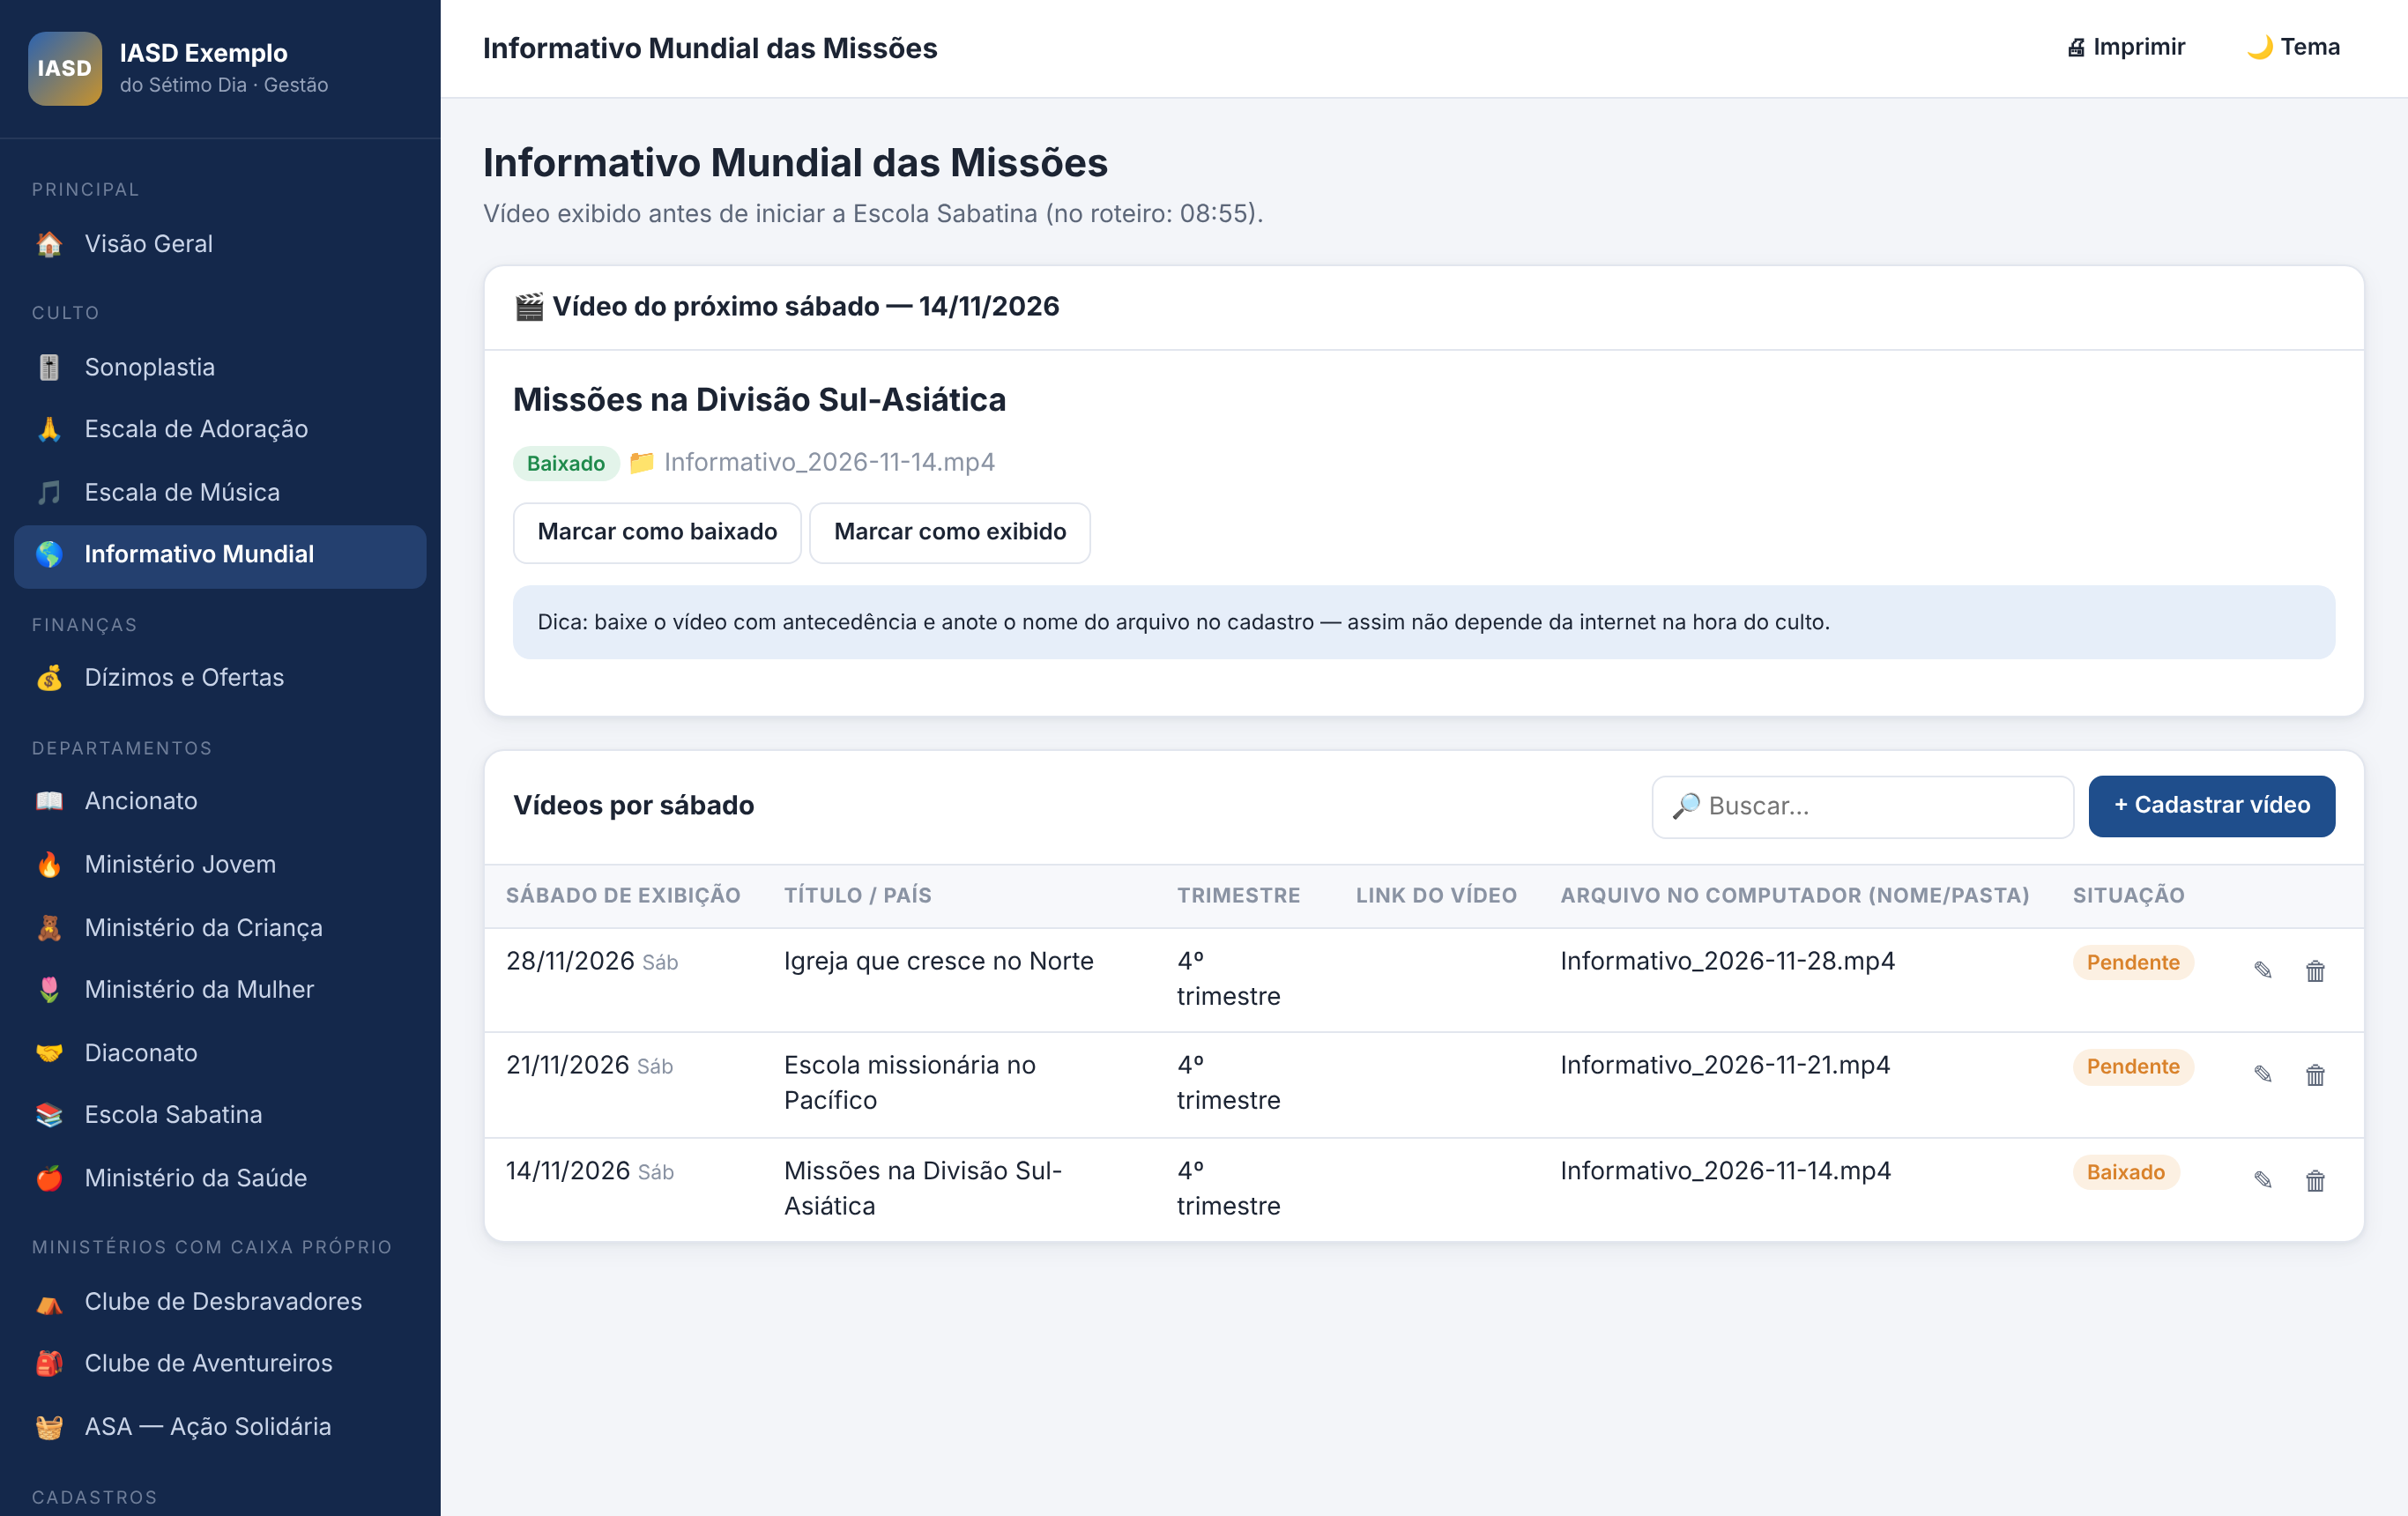 IASD
IASD Exemplo
do Sétimo Dia · Gestão
PRINCIPAL
Visão Geral
CULTO
Sonoplastia
Escala de Adoração
Escala de Música
Informativo Mundial
FINANÇAS
Dízimos e Ofertas
DEPARTAMENTOS
Ancionato
Ministério Jovem
Ministério da Criança
Ministério da Mulher
Diaconato
Escola Sabatina
Ministério da Saúde
MINISTÉRIOS COM CAIXA PRÓPRIO
Clube de Desbravadores
Clube de Aventureiros
ASA — Ação Solidária
CADASTROS
Informativo Mundial das Missões
Imprimir
Tema
Informativo Mundial das Missões
Vídeo exibido antes de iniciar a Escola Sabatina (no roteiro: 08:55).
Vídeo do próximo sábado — 14/11/2026
Missões na Divisão Sul-Asiática
Baixado Informativo_2026-11-14.mp4
Marcar como baixado Marcar como exibido
Dica: baixe o vídeo com antecedência e anote o nome do arquivo no cadastro — assim não depende da internet na hora do culto.
Vídeos por sábado
Buscar...
+ Cadastrar vídeo
SÁBADO DE EXIBIÇÃO TÍTULO / PAÍS TRIMESTRE LINK DO VÍDEO ARQUIVO NO COMPUTADOR (NOME/PASTA) SITUAÇÃO
28/11/2026 Sáb Igreja que cresce no Norte 4º Informativo_2026-11-28.mp4 Pendente
trimestre
21/11/2026 Sáb Escola missionária no 4º Informativo_2026-11-21.mp4 Pendente
Pacífico trimestre
14/11/2026 Sáb Missões na Divisão Sul- 4º Informativo_2026-11-14.mp4 Baixado
Asiática trimestre